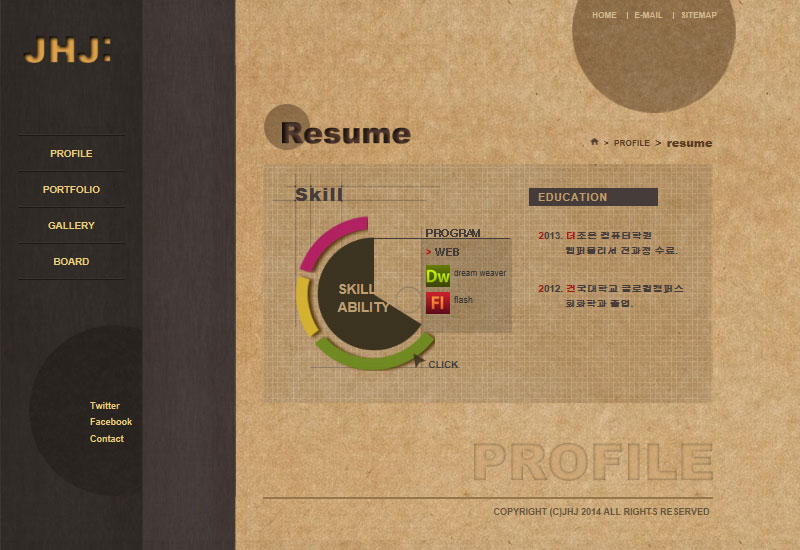 HOME | E-MAIL | SITEMAP
JHJ:
PROFILE
PORTFOLIO
GALLERY
BOARD
Twitter
Facebook
Contact
Resume
> PROFILE > resume
Skill
SKILL
ABILITY
PROGRAM
> WEB
Dw dream weaver
Fl flash
CLICK
EDUCATION
2013. 더조은 컴퓨터학원
웹퍼블리셔 전과정 수료.
2012. 건국대학교 글로컬캠퍼스
회화학과 졸업.
PROFILE
COPYRIGHT (C)JHJ 2014 ALL RIGHTS RESERVED